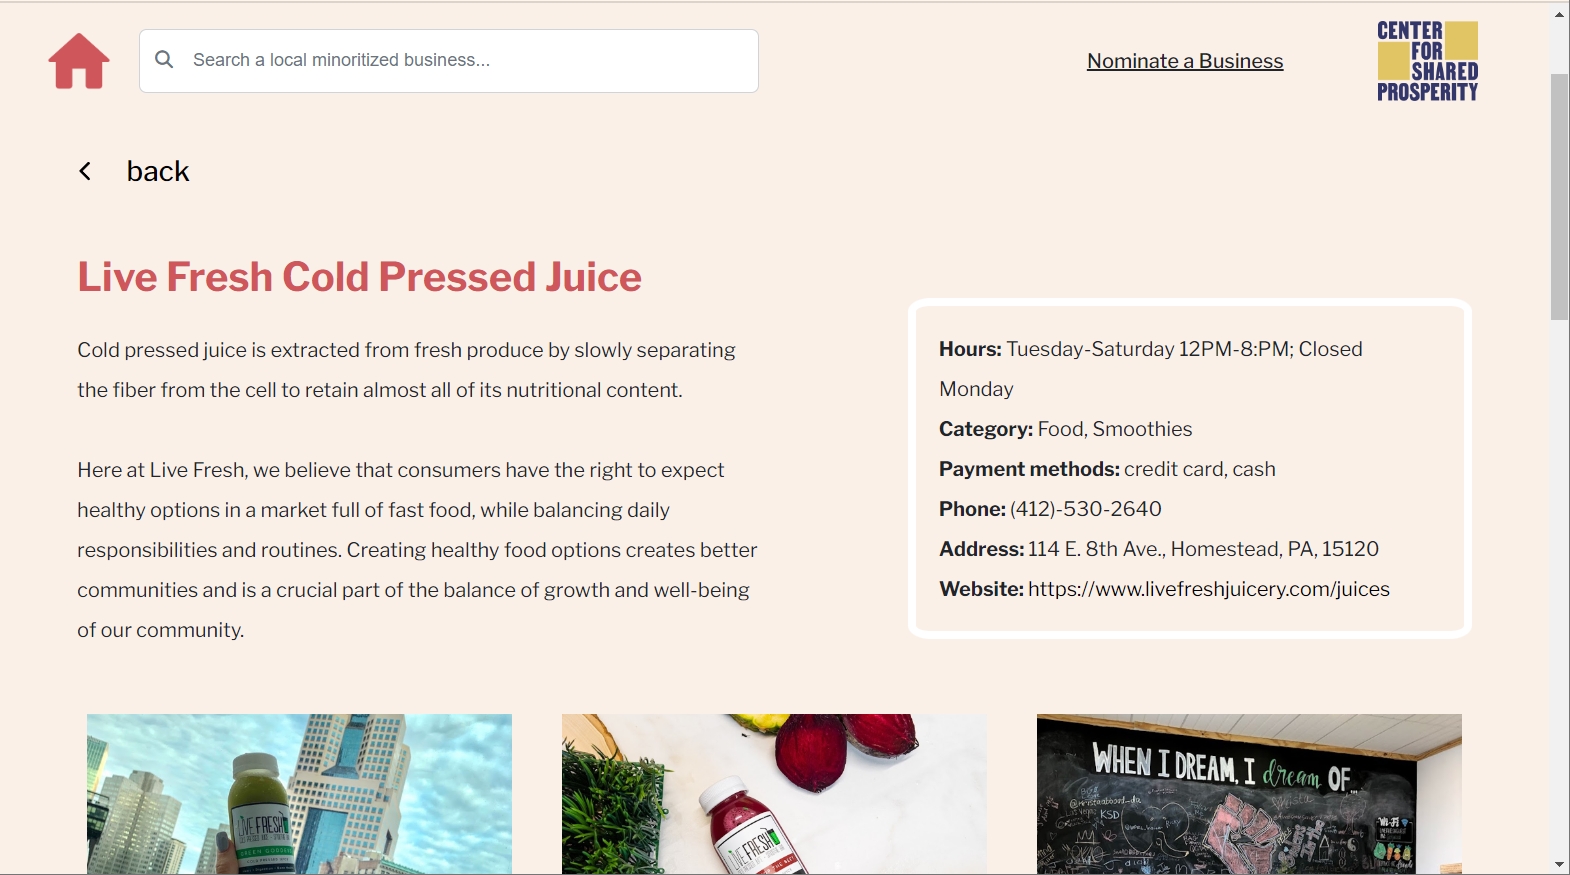 Search a local minoritized business...
Nominate a Business
CENTER
FOR
SHARED
PROSPERITY
back
Live Fresh Cold Pressed Juice
Cold pressed juice is extracted from fresh produce by slowly separating
the fiber from the cell to retain almost all of its nutritional content.
Here at Live Fresh, we believe that consumers have the right to expect
healthy options in a market full of fast food, while balancing daily
responsibilities and routines. Creating healthy food options creates better
communities and is a crucial part of the balance of growth and well-being
of our community.
Hours: Tuesday-Saturday 12PM-8:PM; Closed
Monday
Category: Food, Smoothies
Payment methods: credit card, cash
Phone: (412)-530-2640
Address: 114 E. 8th Ave., Homestead, PA, 15120
Website: https://www.livefreshjuicery.com/juices
LIVE FRESH
LIVE FRESH
WHEN I DREAM, I dream OF...
KSD
WI-FI